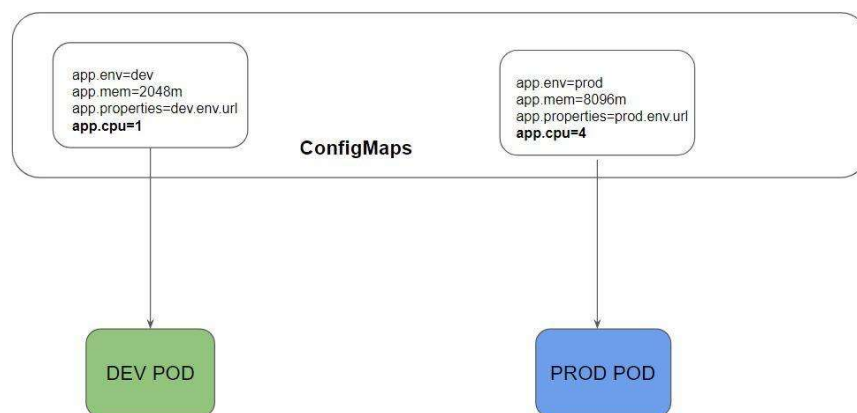 app.env=dev
app.mem=2048m
app.properties=dev.env.url
app.cpu=1
app.env=prod
app.mem=8096m
app.properties=prod.env.url
app.cpu=4
ConfigMaps
DEV POD
PROD POD